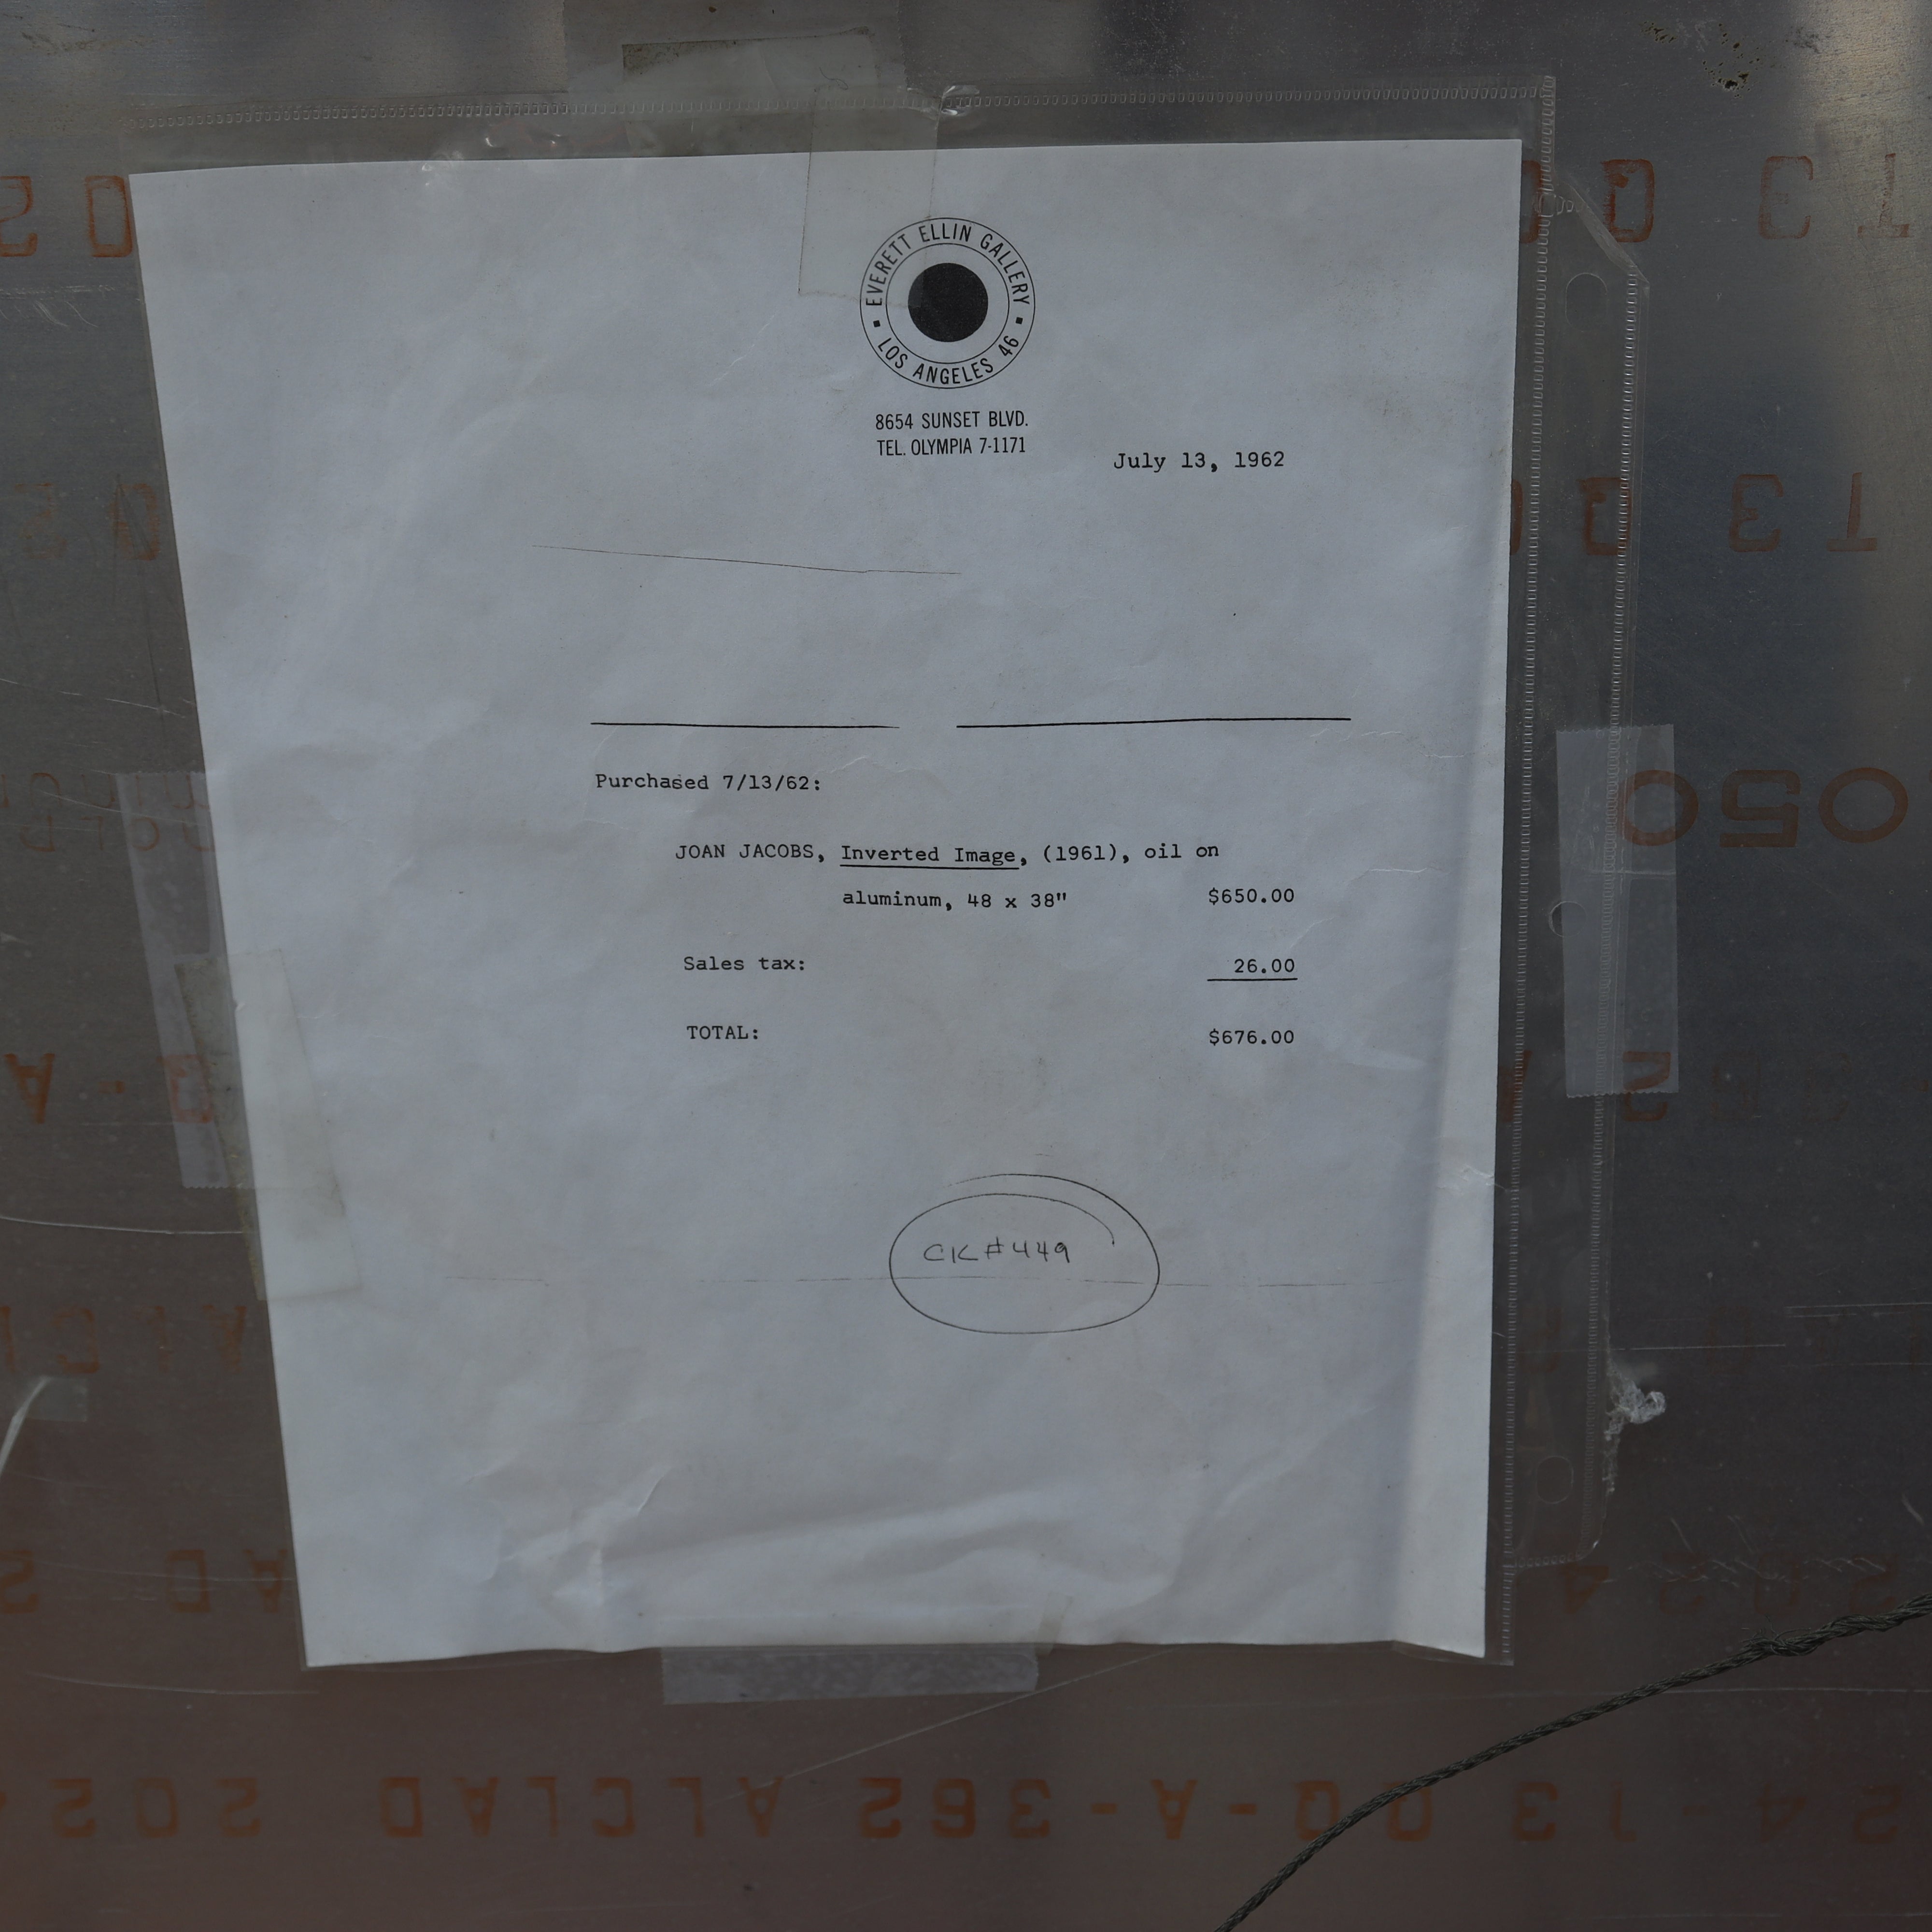 EVERETT ELLIN GALLERY
LOS ANGELES 46
8654 SUNSET BLVD.
TEL. OLYMPIA 7-1171
July 13, 1962
Purchased 7/13/62:
JOAN JACOBS, Inverted Image, (1961), oil on
aluminum, 48 x 38" $650.00
Sales tax: 26.00
TOTAL: $676.00
CK#449
2024-T3 QQ-A-362 ALCLAD 202